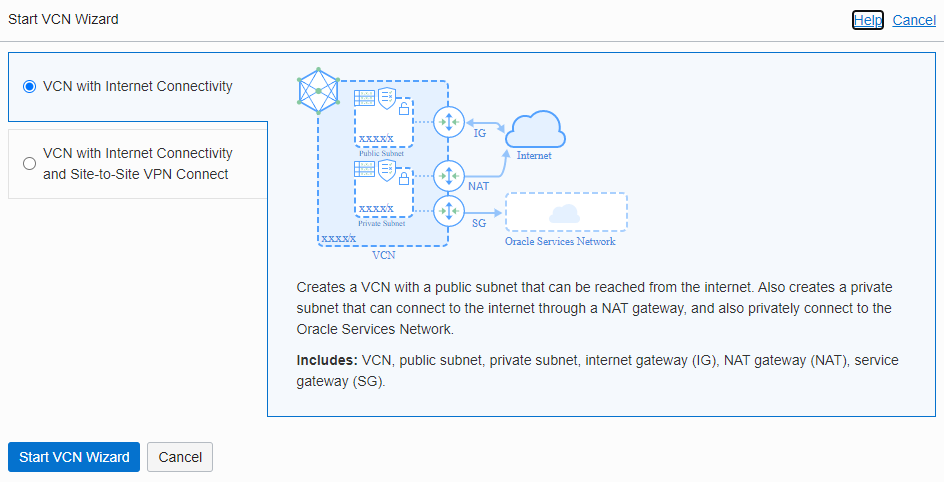 Start VCN Wizard
Help Cancel
VCN with Internet Connectivity
VCN with Internet Connectivity
and Site-to-Site VPN Connect
xxxx/x
Public Subnet
IG
Internet
xxxx/x
Private Subnet
NAT
SG
Oracle Services Network
xxxx/x
VCN
Creates a VCN with a public subnet that can be reached from the internet. Also creates a private
subnet that can connect to the internet through a NAT gateway, and also privately connect to the
Oracle Services Network.
Includes: VCN, public subnet, private subnet, internet gateway (IG), NAT gateway (NAT), service
gateway (SG).
Start VCN Wizard
Cancel